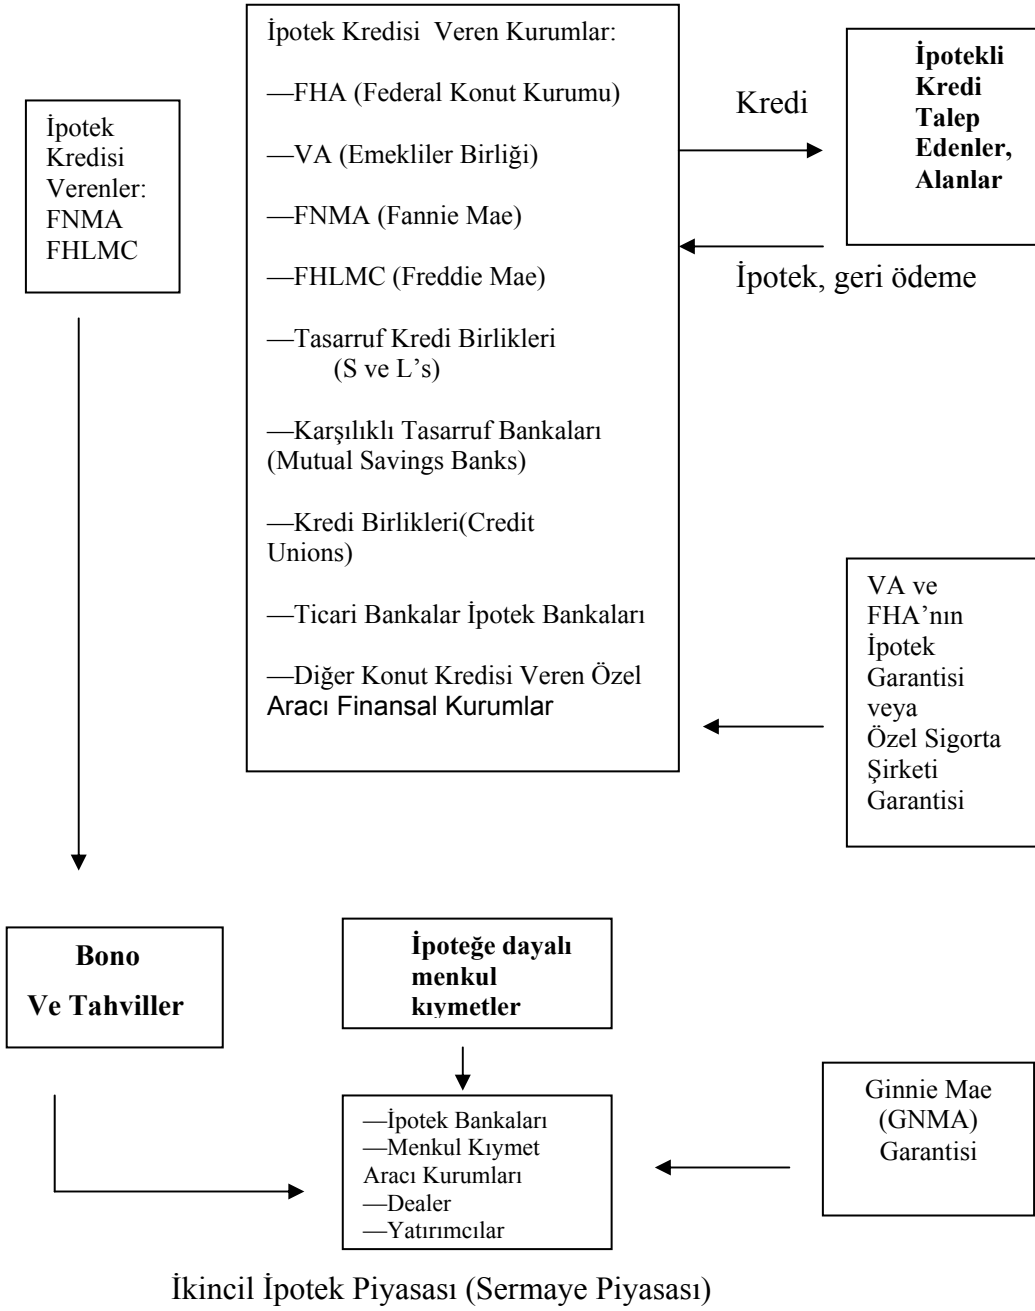 İpotek
Kredisi
Verenler:
FNMA
FHLMC
İpotek Kredisi Veren Kurumlar:
—FHA (Federal Konut Kurumu)
—VA (Emekliler Birliği)
—FNMA (Fannie Mae)
—FHLMC (Freddie Mae)
—Tasarruf Kredi Birlikleri
(S ve L’s)
—Karşılıklı Tasarruf Bankaları
(Mutual Savings Banks)
—Kredi Birlikleri(Credit
Unions)
—Ticari Bankalar İpotek Bankaları
—Diğer Konut Kredisi Veren Özel
Aracı Finansal Kurumlar
Kredi
İpotek, geri ödeme
İpotekli
Kredi
Talep
Edenler,
Alanlar
VA ve
FHA’nın
İpotek
Garantisi
veya
Özel Sigorta
Şirketi
Garantisi
Bono
Ve Tahviller
İpoteğe dayalı
menkul
kıymetler
—İpotek Bankaları
—Menkul Kıymet
Aracı Kurumları
—Dealer
—Yatırımcılar
Ginnie Mae
(GNMA)
Garantisi
İkincil İpotek Piyasası (Sermaye Piyasası)